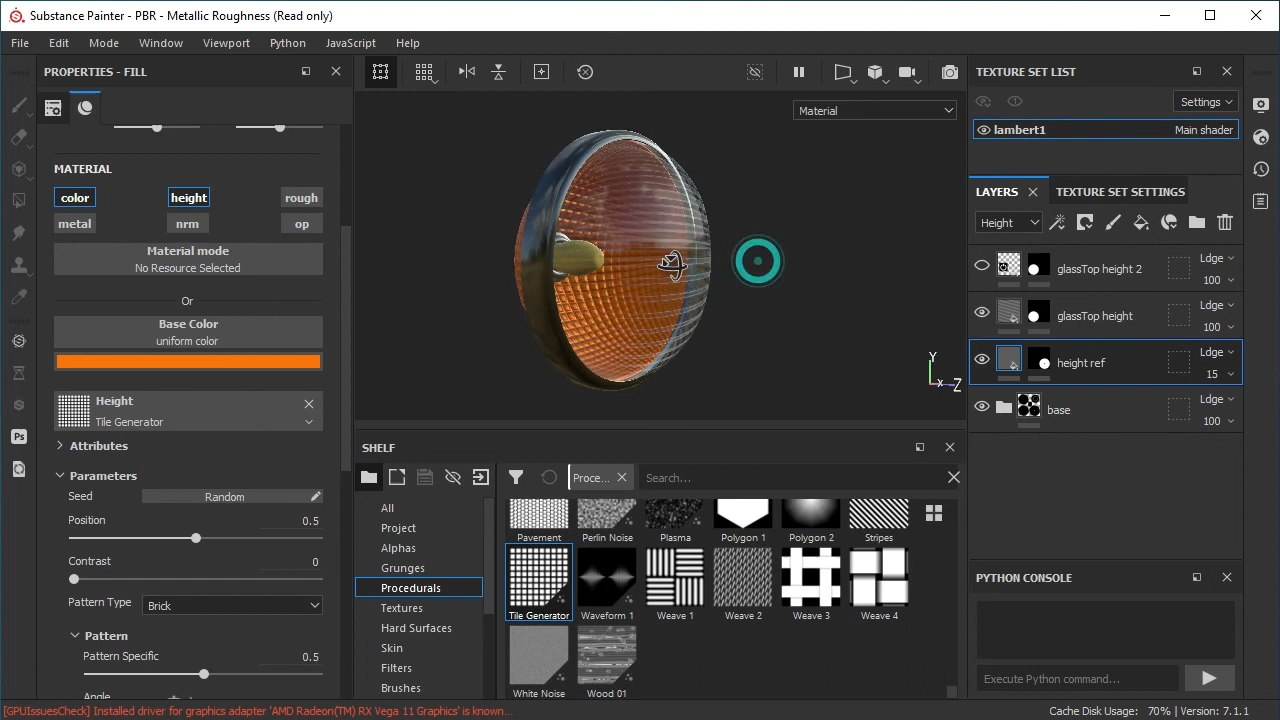 Substance Painter - PBR - Metallic Roughness (Read only)
File Edit Mode Window Viewport Python JavaScript Help
PROPERTIES - FILL
MATERIAL
color height rough
metal nrm op
Material mode
No Resource Selected
Or
Base Color
uniform color
Height
Tile Generator
Attributes
Parameters
Seed Random
Position 0.5
Contrast 0
Pattern Type Brick
Pattern
Pattern Specific 0.5
Angle
Material
Y
x Z
SHELF
Proce... Search...
All
Project
Alphas
Grunges
Procedurals
Textures
Hard Surfaces
Skin
Filters
Brushes
Pavement Perlin Noise Plasma Polygon 1 Polygon 2 Stripes
Tile Generator Waveform 1 Weave 1 Weave 2 Weave 3 Weave 4
White Noise Wood 01
TEXTURE SET LIST
Settings
lambert1 Main shader
LAYERS TEXTURE SET SETTINGS
Height
glassTop height 2 Ldge 100
glassTop height Ldge 100
height ref Ldge 15
base Ldge 100
PYTHON CONSOLE
Execute Python command...
Ps
[GPUIssuesCheck] Installed driver for graphics adapter 'AMD Radeon(TM) RX Vega 11 Graphics' is known...
Cache Disk Usage: 70% | Version: 7.1.1